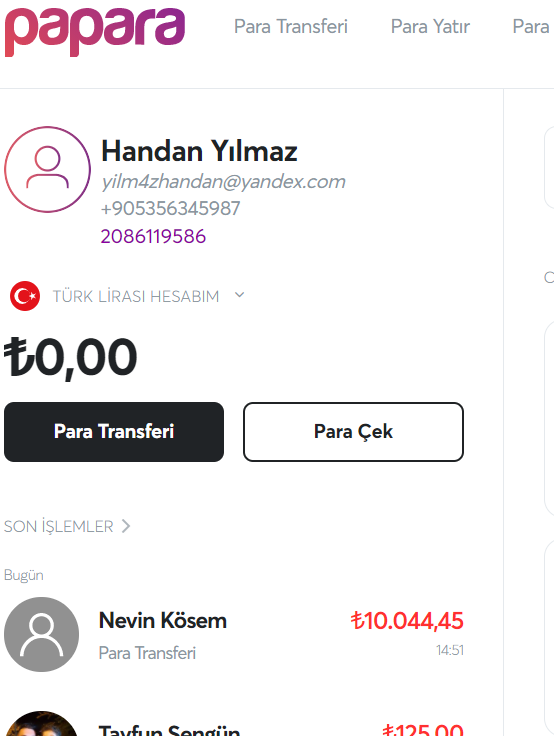 papara
Para Transferi Para Yatır Para
Handan Yılmaz
yilm4zhandan@yandex.com
+905356345987
2086119586
TÜRK LİRASI HESABIM
₺0,00
Para Transferi Para Çek
SON İŞLEMLER
Bugün
Nevin Kösem ₺10.044,45
Para Transferi 14:51
Tayfun Şengün ₺125,00